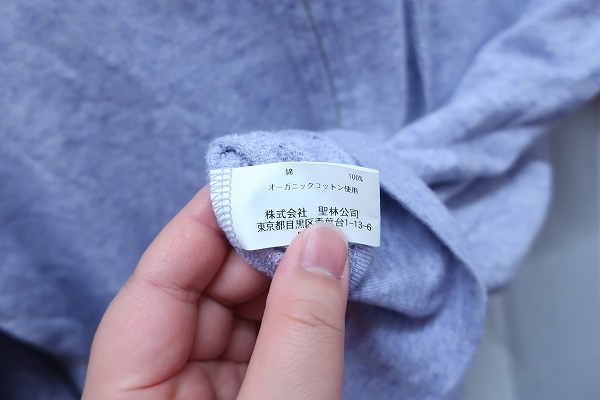 綿 100%
オーガニックコットン使用
株式会社 聖林公司
東京都目黒区青葉台1-13-6